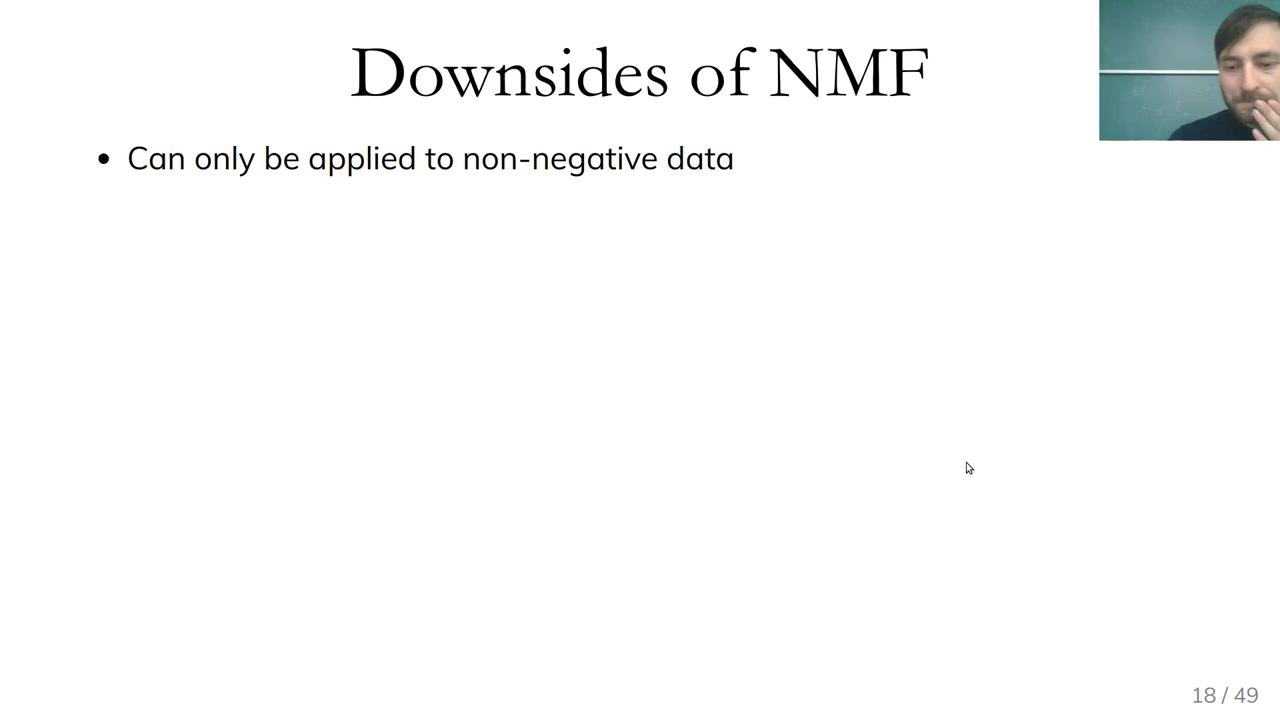 Downsides of NMF
• Can only be applied to non-negative data
18 / 49